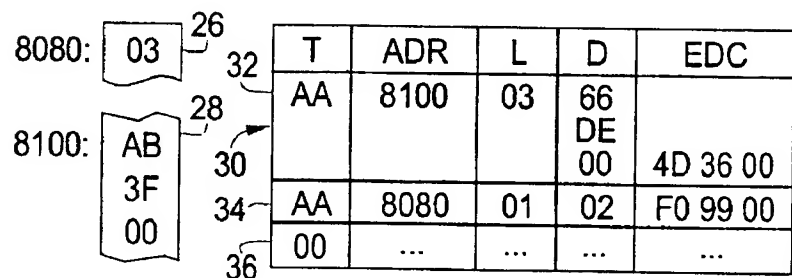 8080: 03 26
8100: AB 28
3F
00
T ADR L D EDC
32 AA 8100 03 66
DE
30 00 4D 36 00
34 AA 8080 01 02 F0 99 00
36 00 ... ... ... ...